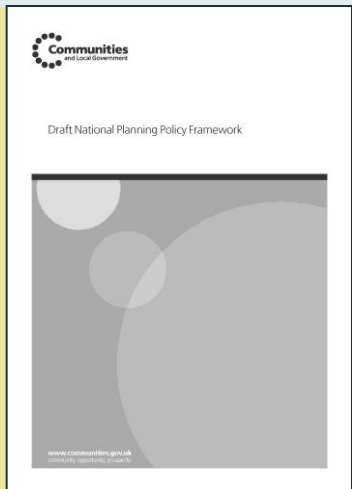 Communities
and Local Government
Draft National Planning Policy Framework
www.communities.gov.uk
community, opportunity, prosperity